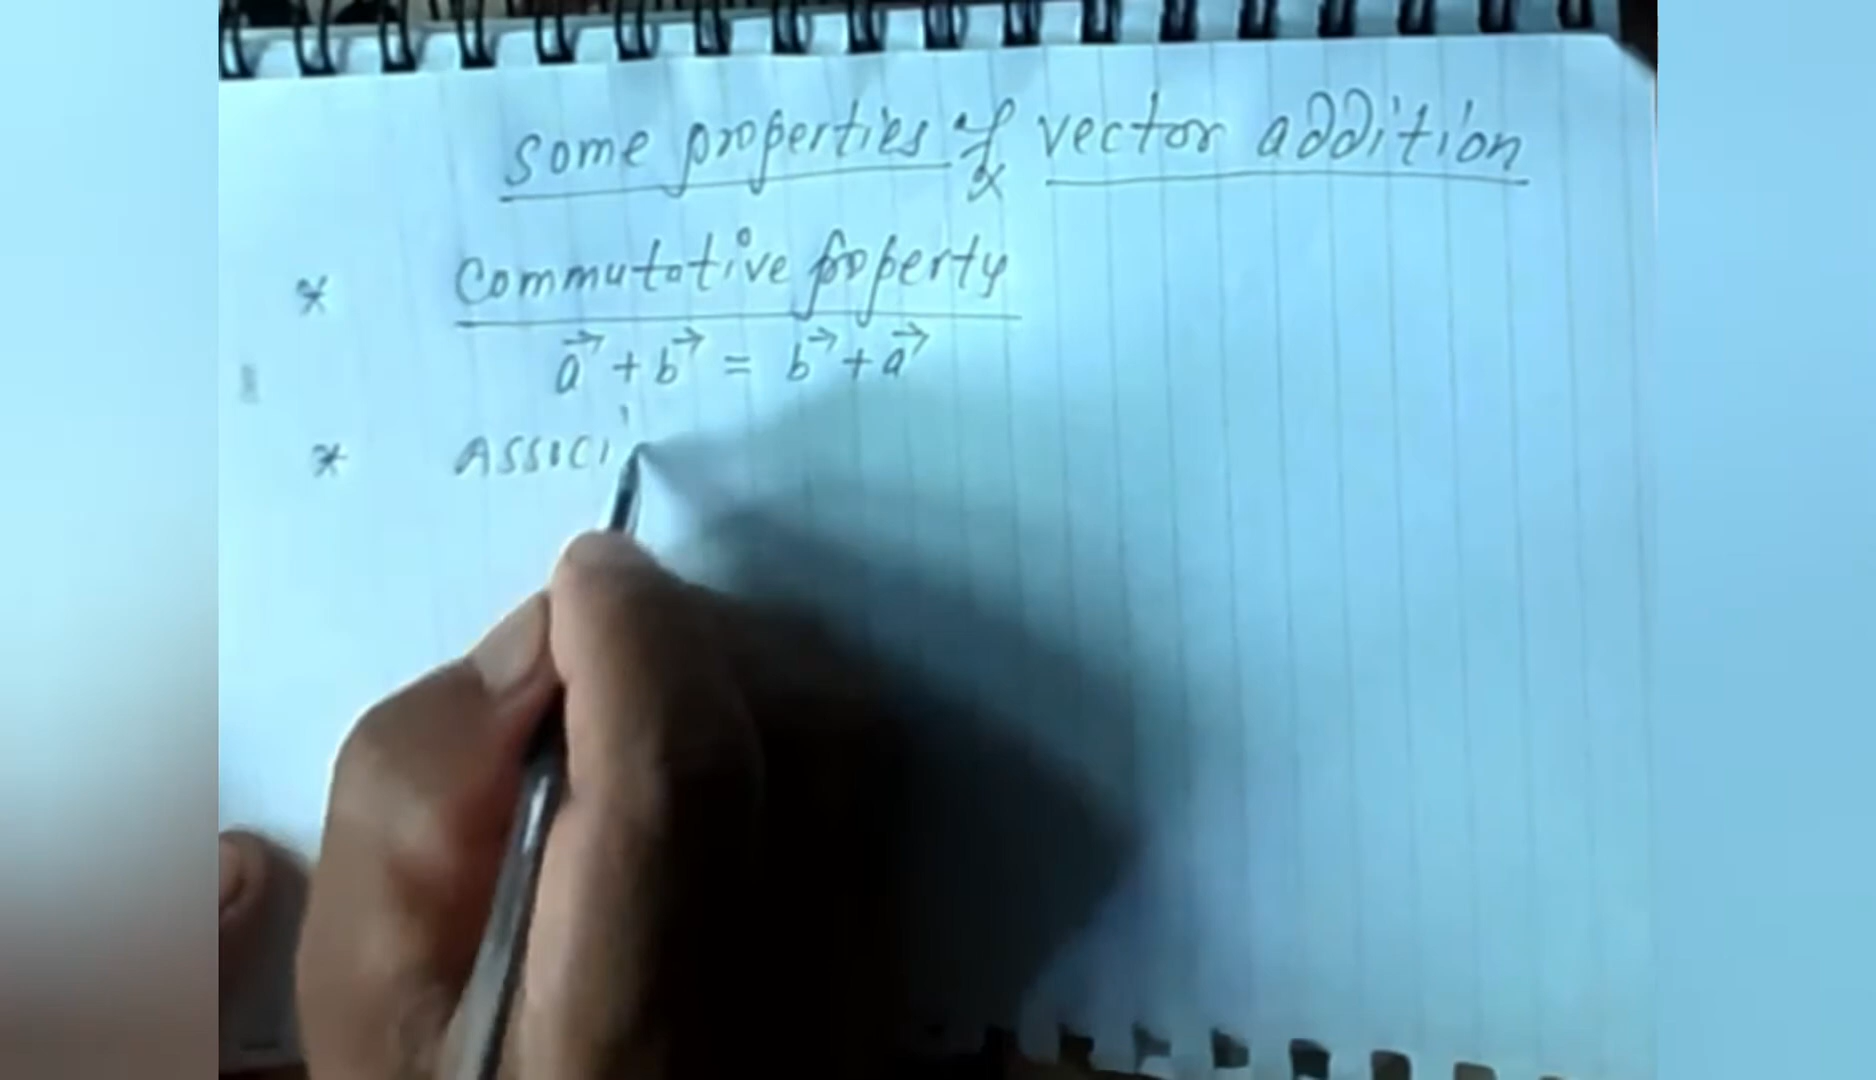 some properties of vector addition
* Commutative property
a⃗ + b⃗ = b⃗ + a⃗
* Associ